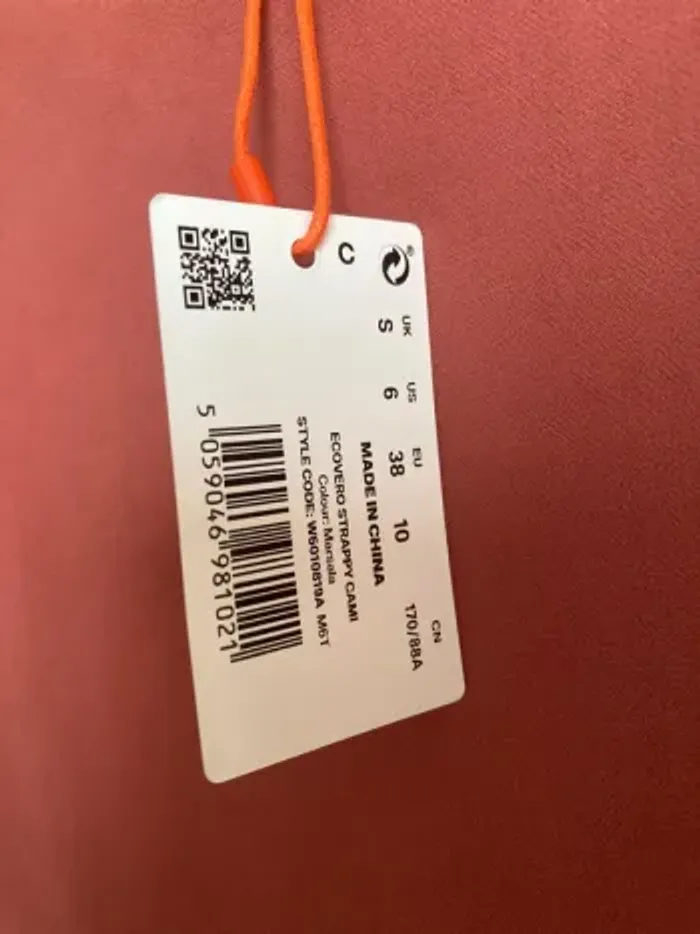 C
®
UK US EU CN
S 6 38 10 170/88A
MADE IN CHINA
ECOVERO STRAPPY CAMI
Colour: Marsala
STYLE CODE: W6010819A M6T
5 059046 981021